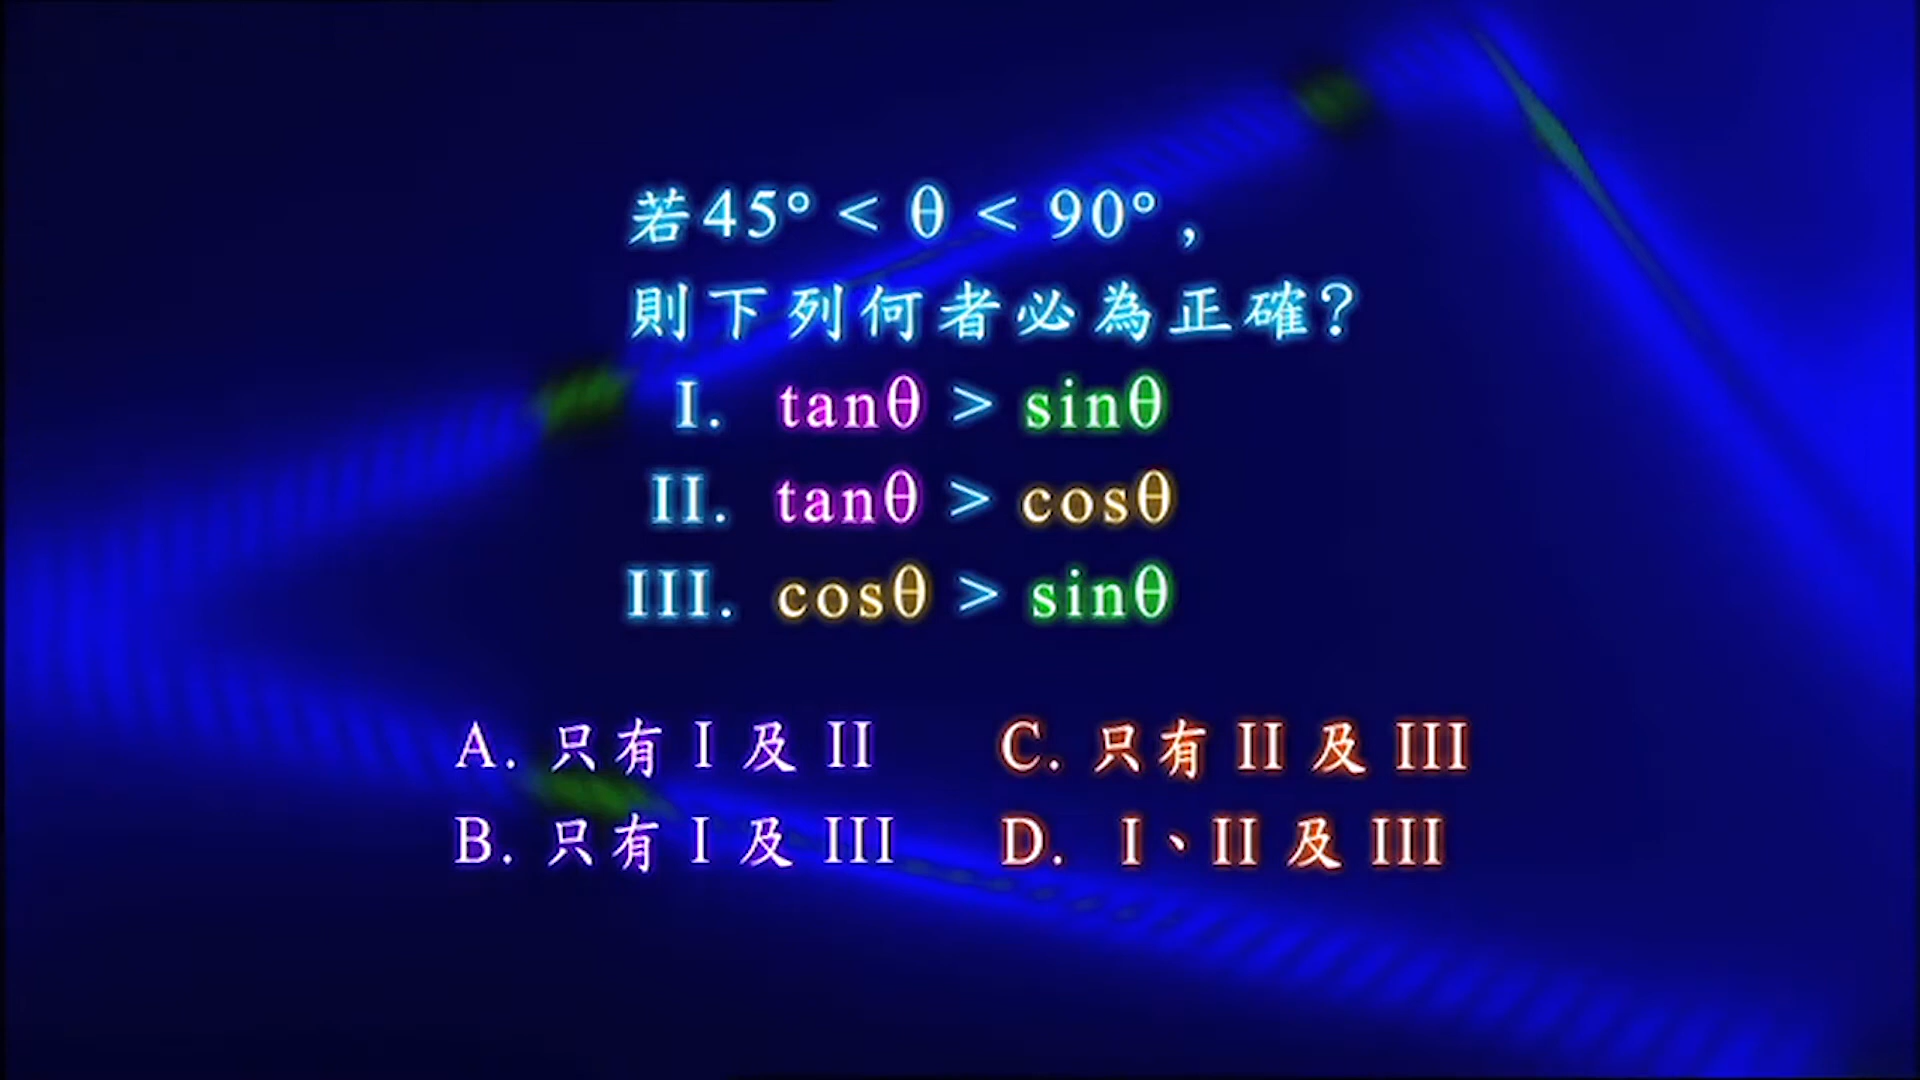 若45° < θ < 90°，
則下列何者必為正確？
I. tanθ > sinθ
II. tanθ > cosθ
III. cosθ > sinθ
A. 只有 I 及 II
B. 只有 I 及 III
C. 只有 II 及 III
D. I、II 及 III